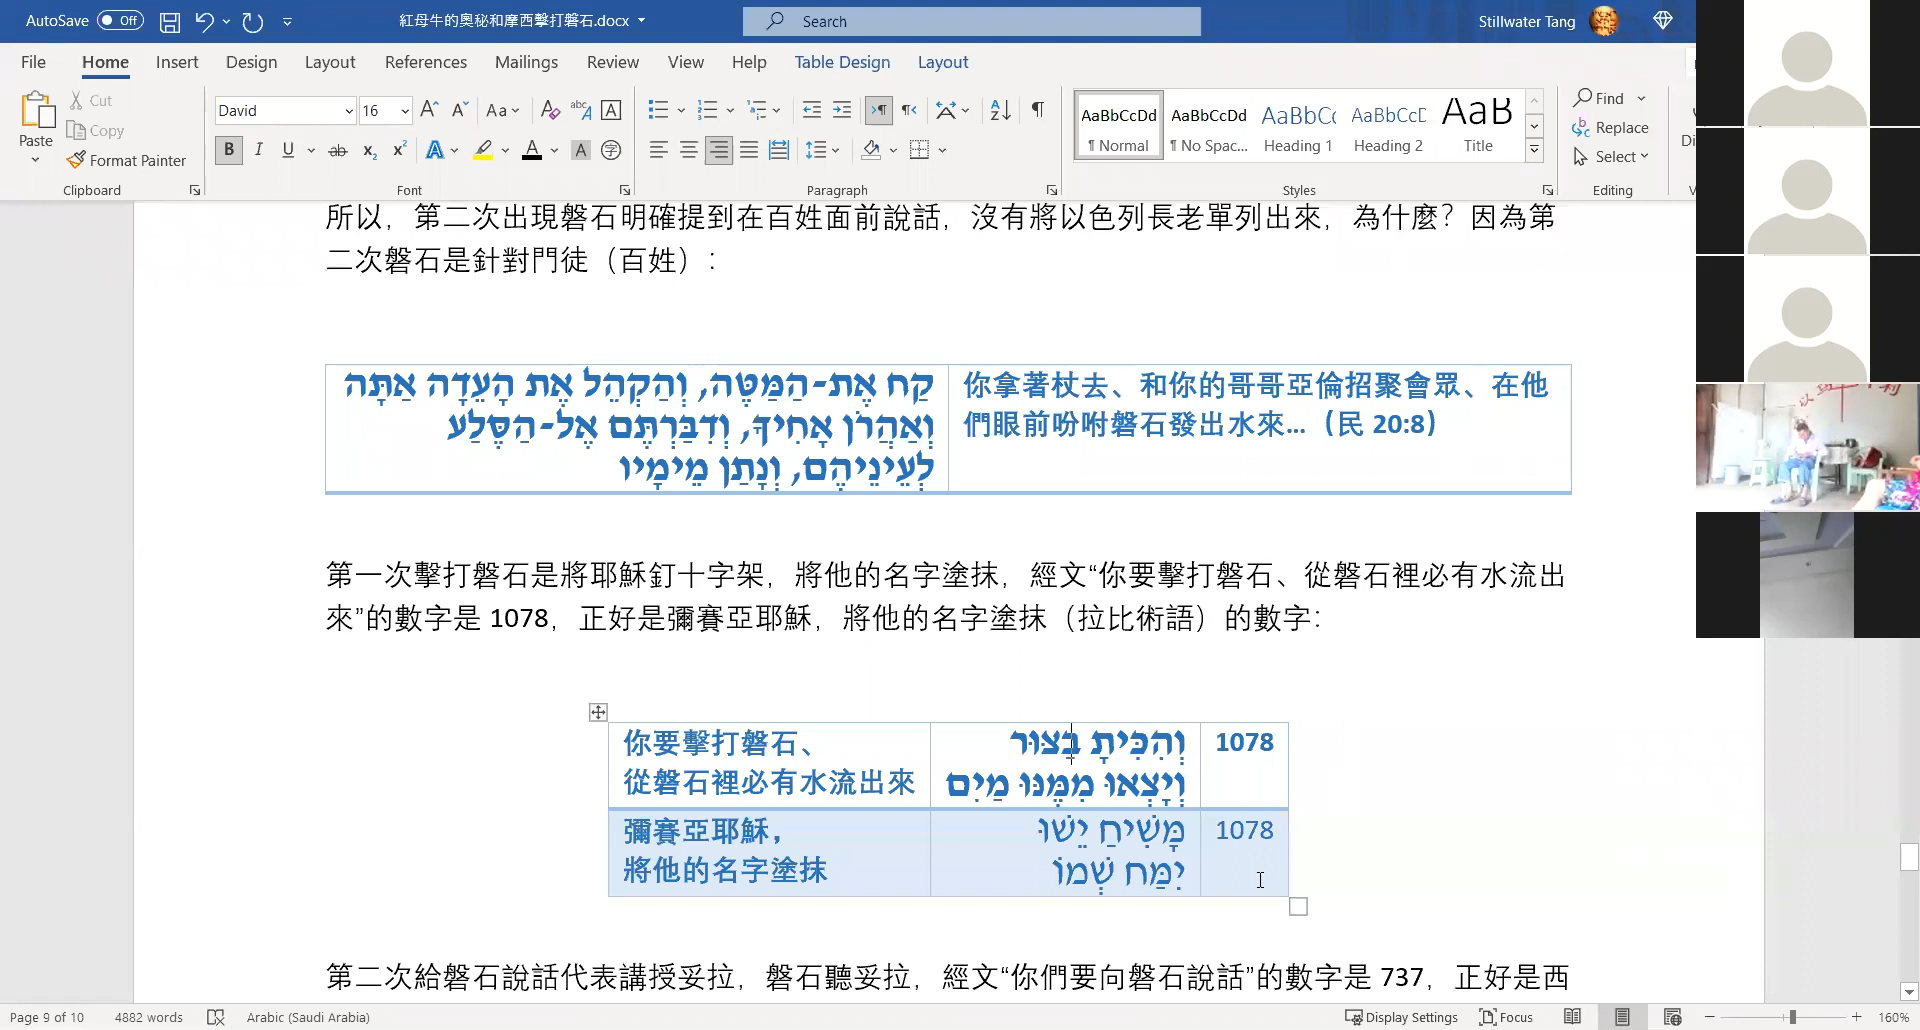 AutoSave Off 紅母牛的奧秘和摩西擊打磐石.docx Search Stillwater Tang
File Home Insert Design Layout References Mailings Review View Help Table Design Layout
Paste Cut Copy Format Painter
David 16
AaBbCcDd AaBbCcDd AaBbCc AaBbCcD AaB
¶ Normal ¶ No Spac... Heading 1 Heading 2 Title
Find Replace Select
Clipboard Font Paragraph Styles Editing
所以，第二次出現磐石明確提到在百姓面前說話，沒有將以色列長老單列出來，為什麼？因為第
二次磐石是針對門徒（百姓）：
קַח אֶת-הַמַּטֶּה, וְהַקְהֵל אֶת הָעֵדָה אַתָּה
וְאַהֲרֹן אָחִיךָ, וְדִבַּרְתֶּם אֶל-הַסֶּלַע
לְעֵינֵיהֶם, וְנָתַן מֵימָיו
你拿著杖去、和你的哥哥亞倫招聚會眾、在他
們眼前吩咐磐石發出水來...（民 20:8）
第一次擊打磐石是將耶穌釘十字架，將他的名字塗抹，經文“你要擊打磐石、從磐石裡必有水流出
來”的數字是 1078，正好是彌賽亞耶穌，將他的名字塗抹（拉比術語）的數字：
你要擊打磐石、
從磐石裡必有水流出來
וְהִכִּיתָ בַצּוּר
וְיָצְאוּ מִמֶּנּוּ מַיִם
1078
彌賽亞耶穌，
將他的名字塗抹
מָּשִׁיחַ יֵשׁוּ
יִמַּח שְׁמוֹ
1078
第二次給磐石說話代表講授妥拉，磐石聽妥拉，經文“你們要向磐石說話”的數字是 737，正好是西
Page 9 of 10 4882 words Arabic (Saudi Arabia) Display Settings Focus 160%